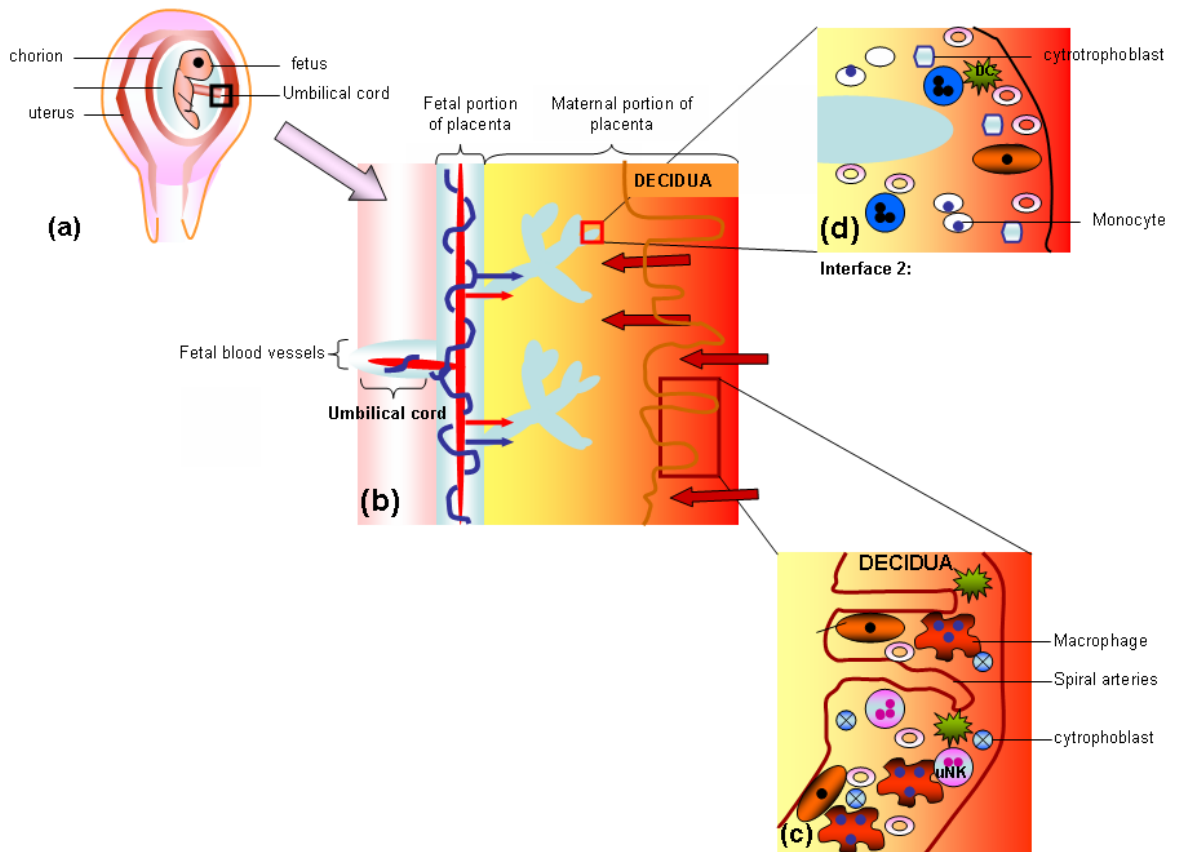 (a)
chorion
uterus
fetus
Umbilical cord
Fetal portion
of placenta
Maternal portion of
placenta
DECIDUA
Fetal blood vessels
Umbilical cord
(b)
DC
cytrotrophoblast
Monocyte
(d)
Interface 2:
DECIDUA
Macrophage
Spiral arteries
cytrophoblast
uNK
(c)